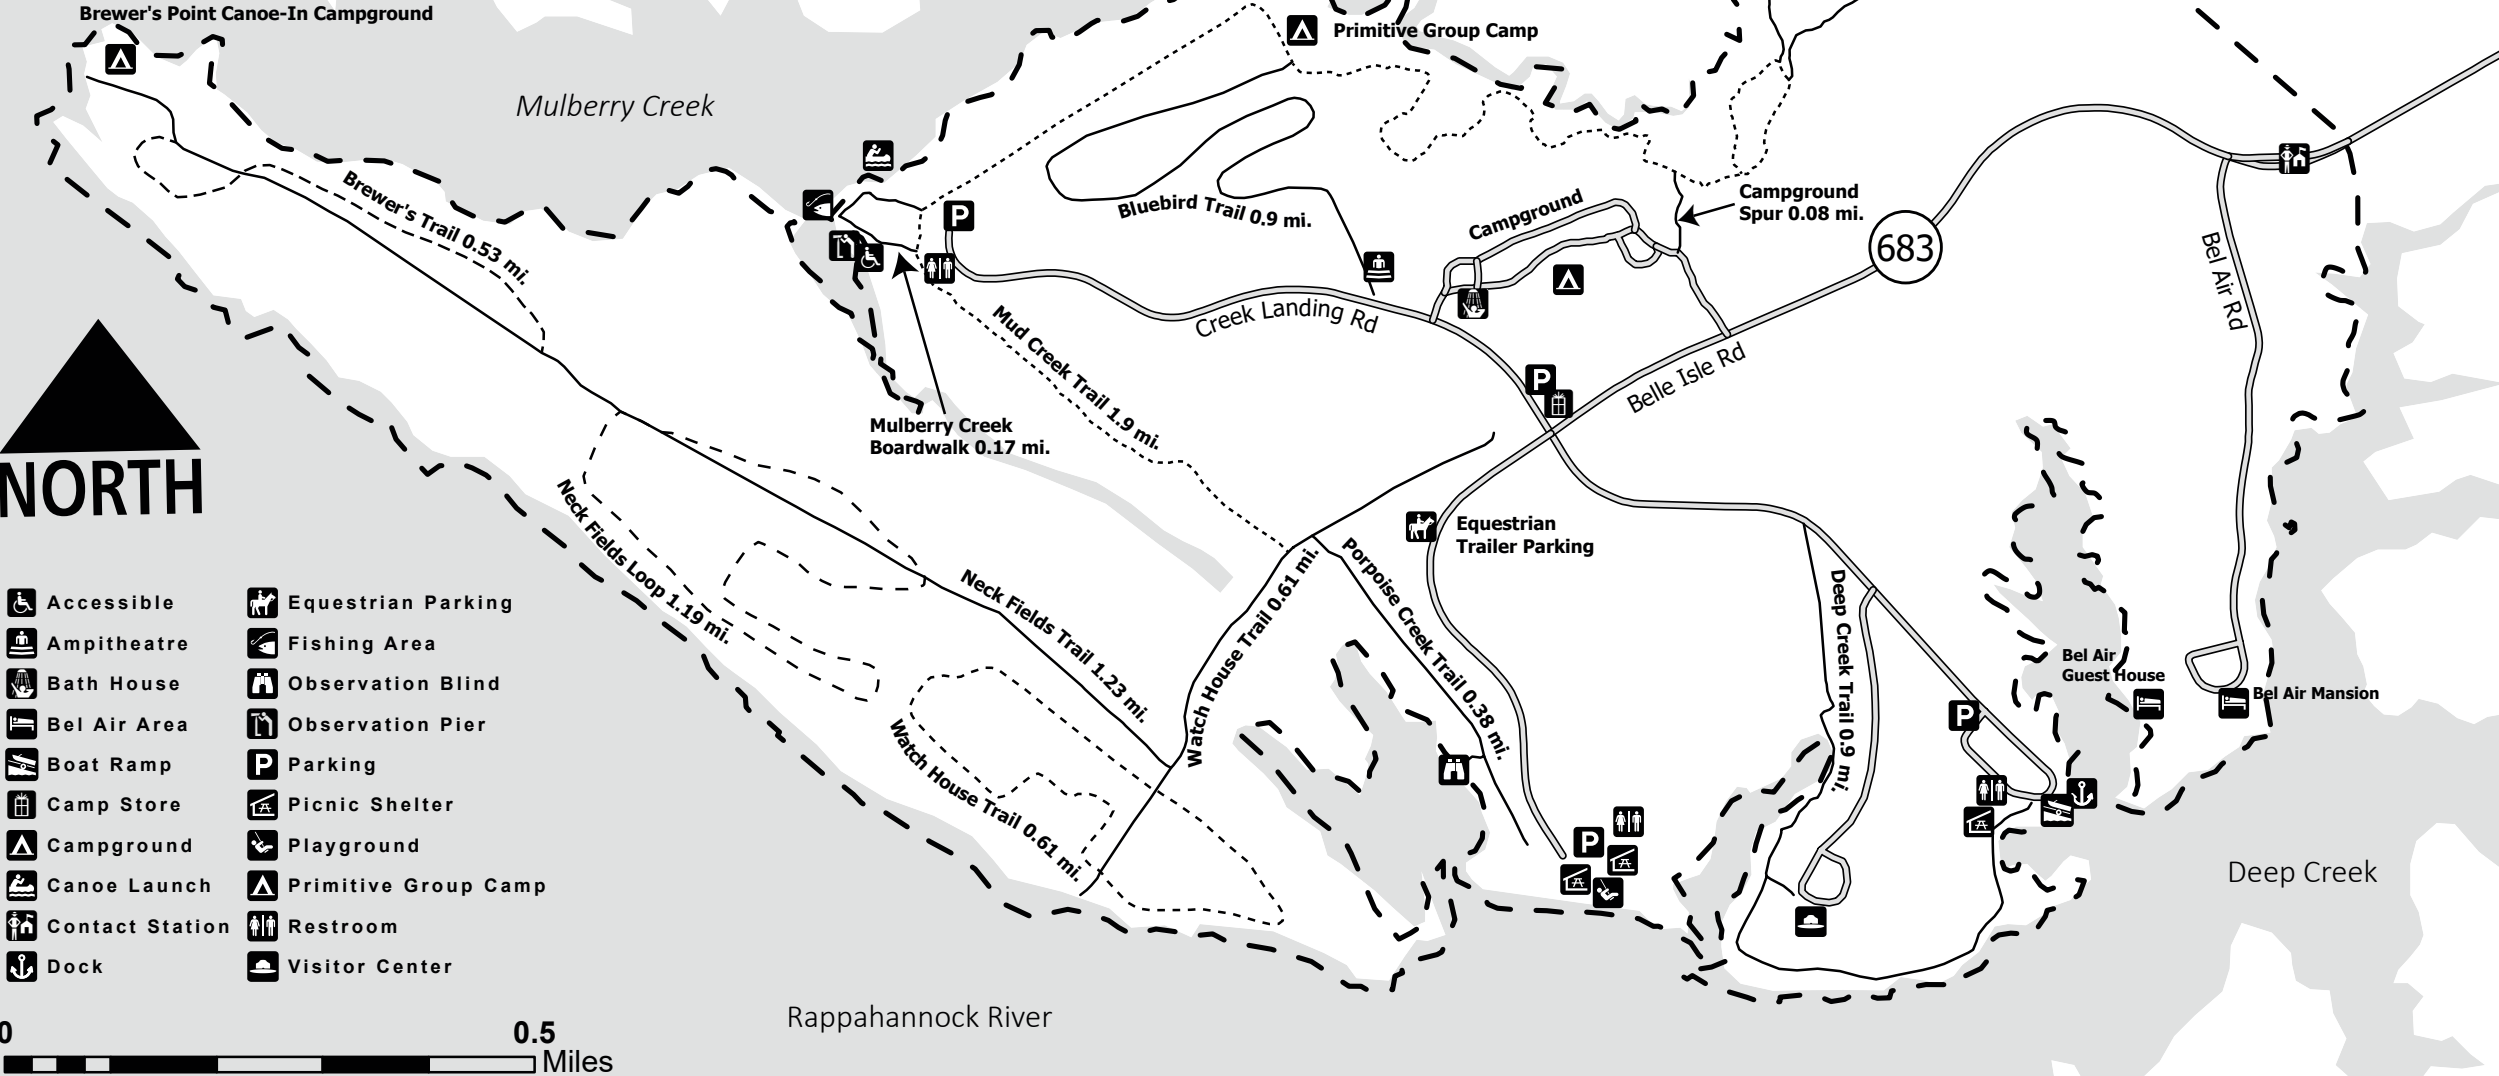 Brewer's Point Canoe-In Campground
Primitive Group Camp
Mulberry Creek
Brewer's Trail 0.53 mi.
Bluebird Trail 0.9 mi.
Campground
Campground
Spur 0.08 mi.
683
Bel Air Rd
P
Creek Landing Rd
Mud Creek Trail 1.9 mi.
Belle Isle Rd
P
Mulberry Creek
Boardwalk 0.17 mi.
NORTH
Equestrian
Trailer Parking
Neck Fields Loop 1.19 mi.
Neck Fields Trail 1.23 mi.
Watch House Trail 0.61 mi.
Porpoise Creek Trail 0.38 mi.
Deep Creek Trail 0.9 mi.
Bel Air
Guest House
Bel Air Mansion
P
Watch House Trail 0.61 mi.
P
Deep Creek
Accessible
Ampitheatre
Bath House
Bel Air Area
Boat Ramp
Camp Store
Campground
Canoe Launch
Contact Station
Dock
Equestrian Parking
Fishing Area
Observation Blind
Observation Pier
P Parking
Picnic Shelter
Playground
Primitive Group Camp
Restroom
Visitor Center
Rappahannock River
0 0.5
Miles